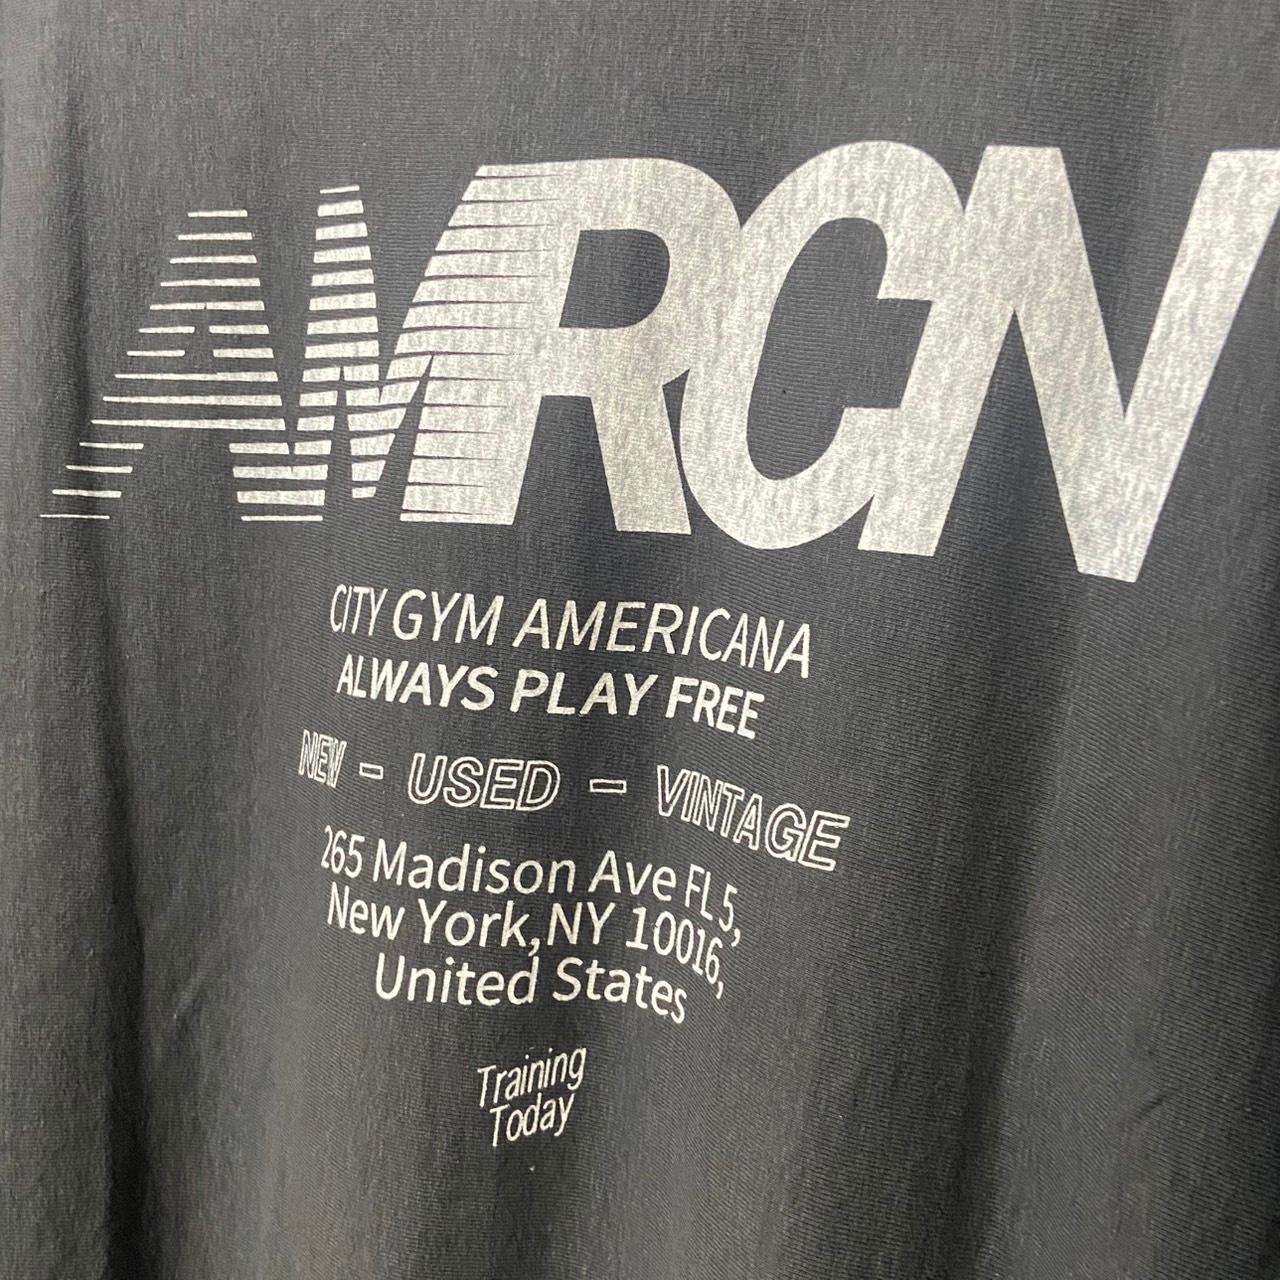 AMRCN
CITY GYM AMERICANA
ALWAYS PLAY FREE
NEW - USED - VINTAGE
265 Madison Ave FL 5,
New York,NY 10016,
United States
Training
Today